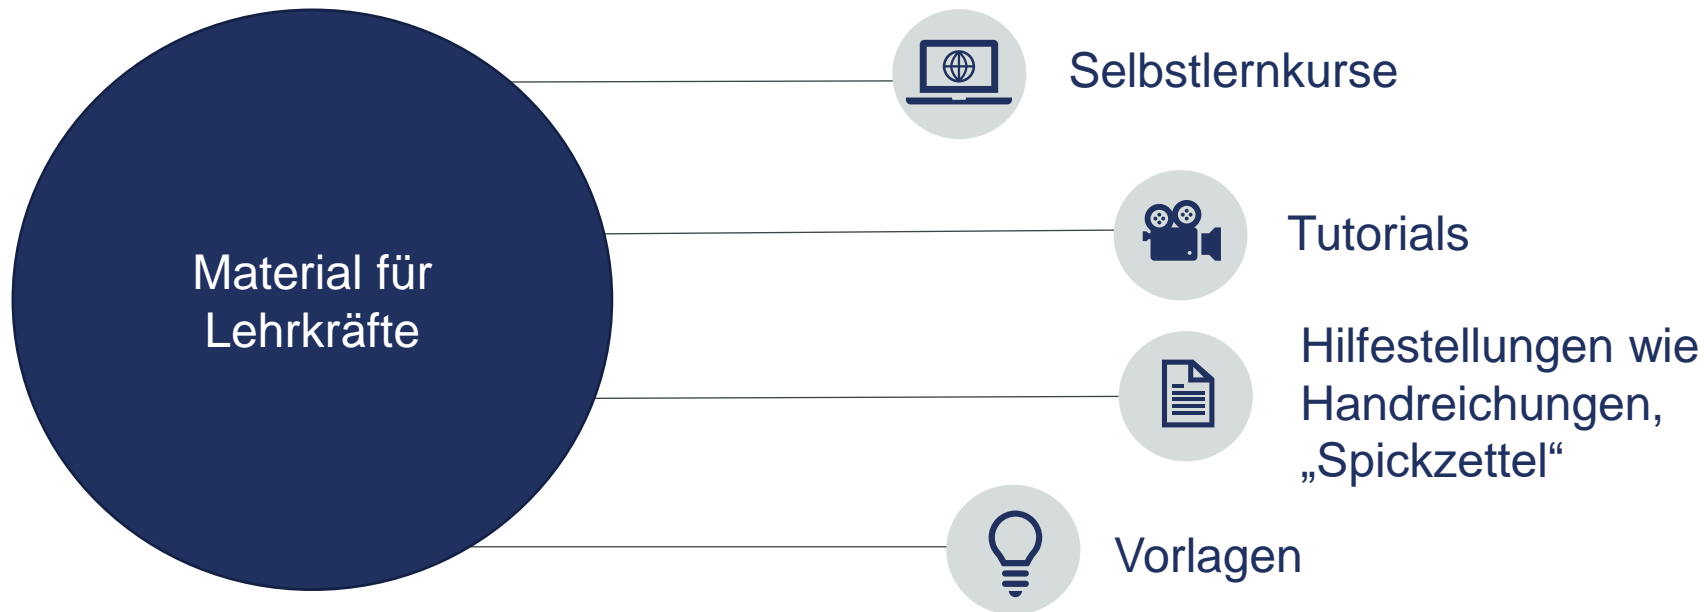 Material für
Lehrkräfte
Selbstlernkurse
Tutorials
Hilfestellungen wie
Handreichungen,
„Spickzettel“
Vorlagen